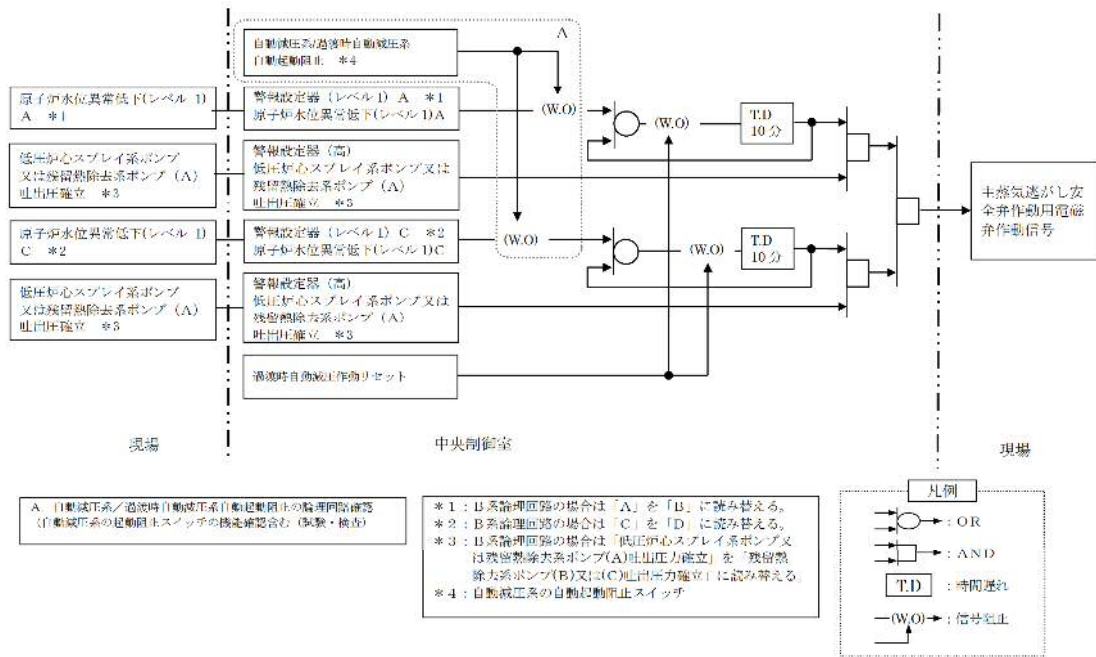 A
自動減圧系/過渡時自動減圧系
自動起動阻止 *4
原子炉水位異常低下(レベル 1)
A *1
警報設定器 (レベル 1) A *1
原子炉水位異常低下(レベル 1)A
(W.O)
(W.O)
T.D
10分
低圧炉心スプレイ系ポンプ
又は残留熱除去系ポンプ (A)
吐出圧確立 *3
警報設定器 (高)
低圧炉心スプレイ系ポンプ又は
残留熱除去系ポンプ (A)
吐出圧確立 *3
主蒸気逃がし安
全弁作動用電磁
弁作動信号
原子炉水位異常低下(レベル 1)
C *2
警報設定器 (レベル 1) C *2
原子炉水位異常低下(レベル 1)C
(W.O)
(W.O)
T.D
10分
低圧炉心スプレイ系ポンプ
又は残留熱除去系ポンプ (A)
吐出圧確立 *3
警報設定器 (高)
低圧炉心スプレイ系ポンプ又は
残留熱除去系ポンプ (A)
吐出圧確立 *3
過渡時自動減圧作動リセット
現場
中央制御室
現場
A 自動減圧系/過渡時自動減圧系自動起動阻止の論理回路確認
(自動減圧系の起動阻止スイッチの機能確認含む (試験・検査)
*1:B系論理回路の場合は「A」を「B」に読み替える。
*2:B系論理回路の場合は「C」を「D」に読み替える。
*3:B系論理回路の場合は「低圧炉心スプレイ系ポンプ又
は残留熱除去系ポンプ(A)吐出圧力確立」を「残留熱
除去系ポンプ(B)又は(C)吐出圧力確立」に読み替える」
*4:自動減圧系の自動起動阻止スイッチ
凡例
:OR
:AND
T.D :時間遅れ
(W.O) :信号阻止